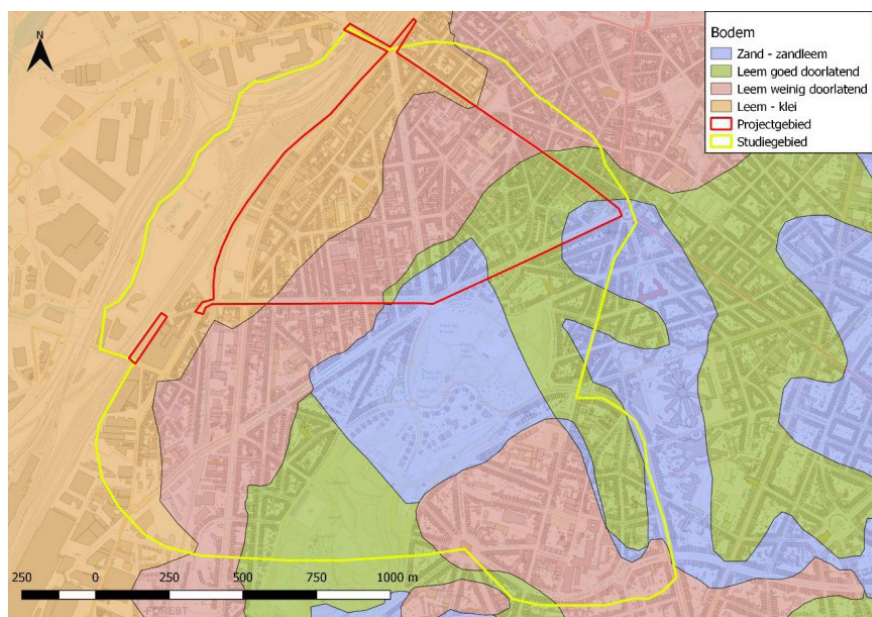 N
Bodem
Zand - zandleem
Leem goed doorlatend
Leem weinig doorlatend
Leem - klei
Projectgebied
Studiegebied
250 0 250 500 750 1000 m
FOREST